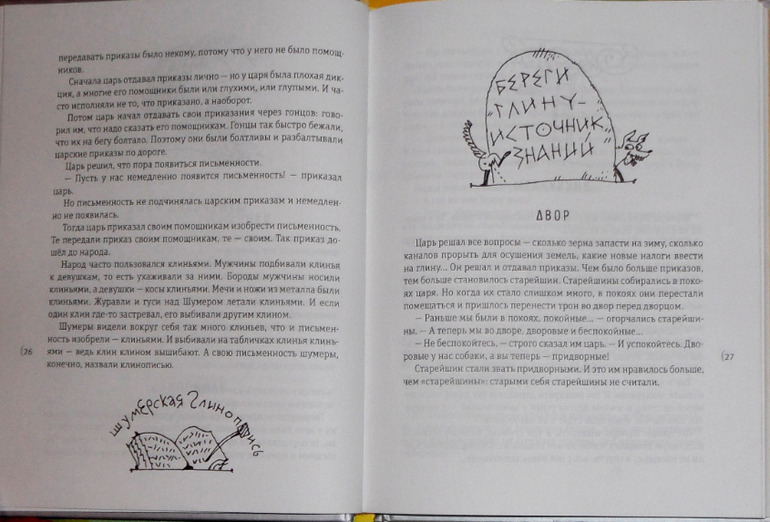 передавать приказы было некому, потому что у него не было помощ-
ников.
Сначала царь отдавал приказы лично — но у царя была плохая дик-
ция, а многие его помощники были или глухими, или глупыми. И ча-
сто исполняли не то, что приказано, а наоборот.
Потом царь начал отдавать свои приказания через гонцов: гово-
рил им, что надо сказать его помощникам. Гонцы так быстро бежали,
что их на бегу болтало. Поэтому они были болтливы и разбалтывали
царские приказы по дороге.
Царь решил, что пора появиться письменности.
— Пусть у нас немедленно появится письменность! — приказал
царь.
Но письменность не подчинялась царским приказам и немедлен-
но не появилась.
Тогда царь приказал своим помощникам изобрести письменность.
Те передали приказ своим помощникам, те — своим. Так приказ до-
шёл до народа.
Народ часто пользовался клиньями. Мужчины подбивали клинья
к девушкам, то есть ухаживали за ними. Бороды мужчины носили
клиньями, а девушки — косы клиньями. Мечи и ножи из металла были
клиньями. Журавли и гуси над Шумером летали клиньями. И если
один клин где-то застревал, его выбивали другим клином.
Шумеры видели вокруг себя так много клиньев, что и письмен-
ность изобрели — клиньями. И выбивали на табличках клинья клинь-
ями — ведь клин клином вышибают. А свою письменность шумеры,
конечно, назвали клинописью.
26
шумерская глинопись
БЕРЕГИ
ГЛИНУ –
ИСТОЧНИК
ЗНАНИЙ
ДВОР
Царь решал все вопросы — сколько зерна запасти на зиму, сколько
каналов прорыть для осушения земель, какие новые налоги ввести
на глину... Он решал и отдавал приказы. Чем было больше приказов,
тем больше становилось старейшин. Старейшины собирались в поко-
ях царя. Но когда их стало слишком много, в покоях они перестали
помещаться и пришлось перенести трон во двор перед дворцом.
— Раньше мы были в покоях, покойные... — огорчались старейши-
ны. — А теперь мы во дворе, дворовые и беспокойные...
— Не беспокойтесь, — строго сказал им царь. — И успокойтесь. Дво-
ровые у нас собаки, а вы теперь — придворные!
Старейшин стали звать придворными. И это им нравилось больше,
чем «старейшины»: старыми себя старейшины не считали.
27